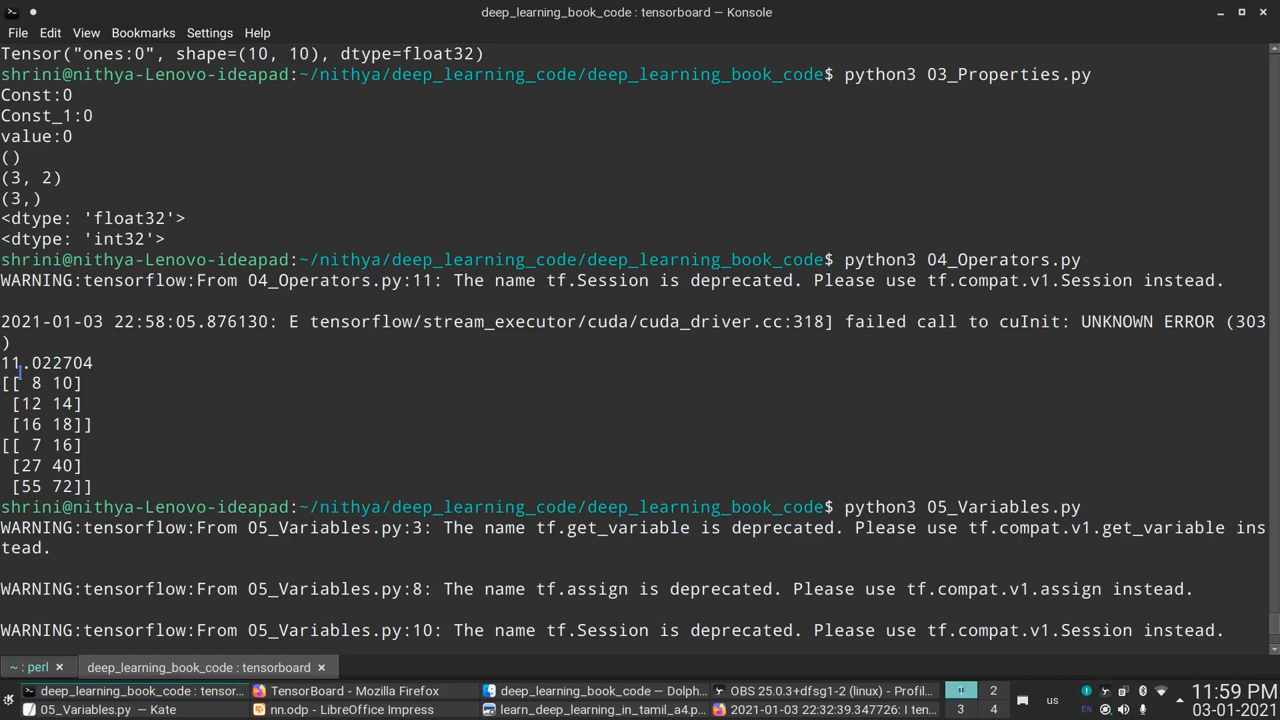 deep_learning_book_code : tensorboard — Konsole
File Edit View Bookmarks Settings Help
Tensor("ones:0", shape=(10, 10), dtype=float32)
shrini@nithya-Lenovo-ideapad:~/nithya/deep_learning_code/deep_learning_book_code$ python3 03_Properties.py
Const:0
Const_1:0
value:0
()
(3, 2)
(3,)
<dtype: 'float32'>
<dtype: 'int32'>
shrini@nithya-Lenovo-ideapad:~/nithya/deep_learning_code/deep_learning_book_code$ python3 04_Operators.py
WARNING:tensorflow:From 04_Operators.py:11: The name tf.Session is deprecated. Please use tf.compat.v1.Session instead.
2021-01-03 22:58:05.876130: E tensorflow/stream_executor/cuda/cuda_driver.cc:318] failed call to cuInit: UNKNOWN ERROR (303
)
11.022704
[[ 8 10]
[12 14]
[16 18]]
[[ 7 16]
[27 40]
[55 72]]
shrini@nithya-Lenovo-ideapad:~/nithya/deep_learning_code/deep_learning_book_code$ python3 05_Variables.py
WARNING:tensorflow:From 05_Variables.py:3: The name tf.get_variable is deprecated. Please use tf.compat.v1.get_variable ins
tead.
WARNING:tensorflow:From 05_Variables.py:8: The name tf.assign is deprecated. Please use tf.compat.v1.assign instead.
WARNING:tensorflow:From 05_Variables.py:10: The name tf.Session is deprecated. Please use tf.compat.v1.Session instead.
~ : perl deep_learning_book_code : tensorboard
deep_learning_book_code : tensor... TensorBoard - Mozilla Firefox deep_learning_book_code — Dolph... OBS 25.0.3+dfsg1-2 (linux) - Profil... 2 us 11:59 PM
05_Variables.py — Kate nn.odp — LibreOffice Impress learn_deep_learning_in_tamil_a4.p... 2021-01-03 22:32:39.347726: I ten... 3 4 EN 03-01-2021